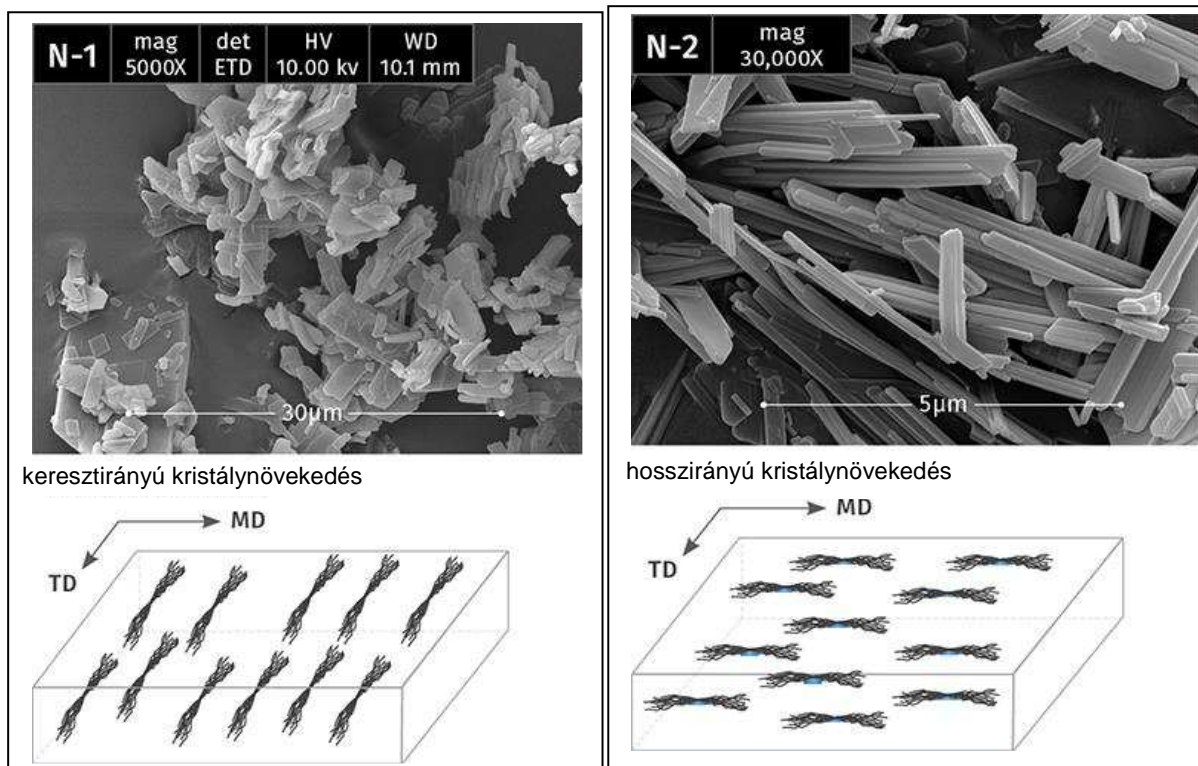 N-1
mag
5000X
det
ETD
HV
10.00 kv
WD
10.1 mm
30µm
keresztirányú kristálynövekedés
MD
TD
N-2
mag
30,000X
5µm
hosszirányú kristálynövekedés
MD
TD